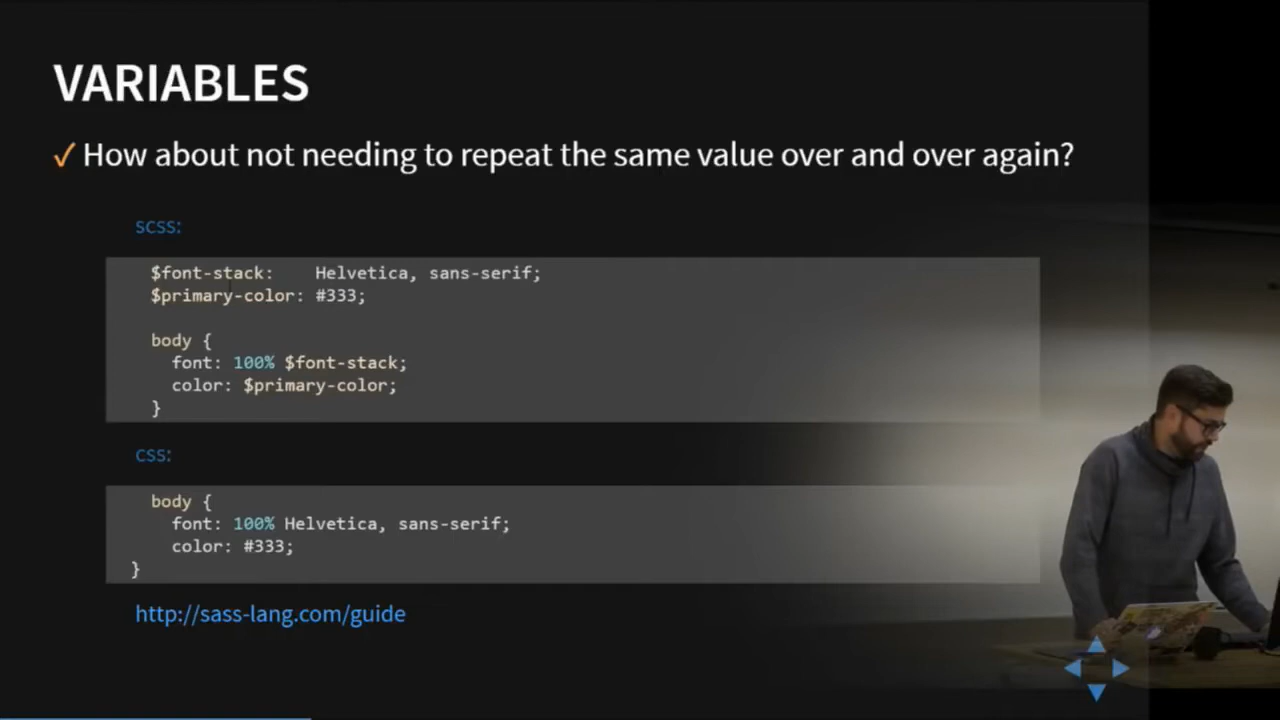 VARIABLES
✓ How about not needing to repeat the same value over and over again?
scss:
$font-stack:    Helvetica, sans-serif;
$primary-color: #333;

body {
  font: 100% $font-stack;
  color: $primary-color;
}
css:
body {
  font: 100% Helvetica, sans-serif;
  color: #333;
}
http://sass-lang.com/guide